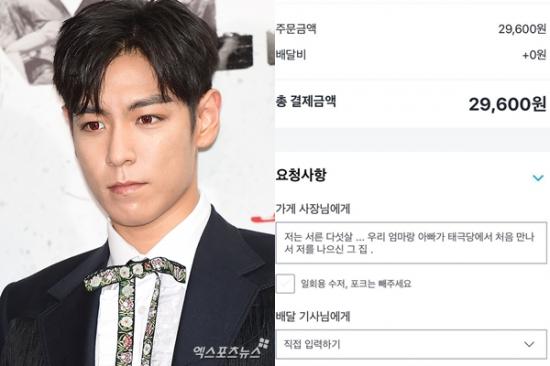 주문금액 29,600원
배달비 +0원
총 결제금액 29,600원
요청사항
가게 사장님에게
저는 서른 다섯살 ... 우리 엄마랑 아빠가 태극당에서 처음 만나
서 저를 나으신 그 집 .
일회용 수저, 포크는 빼주세요
배달 기사님에게
직접 입력하기
엑스포츠뉴스